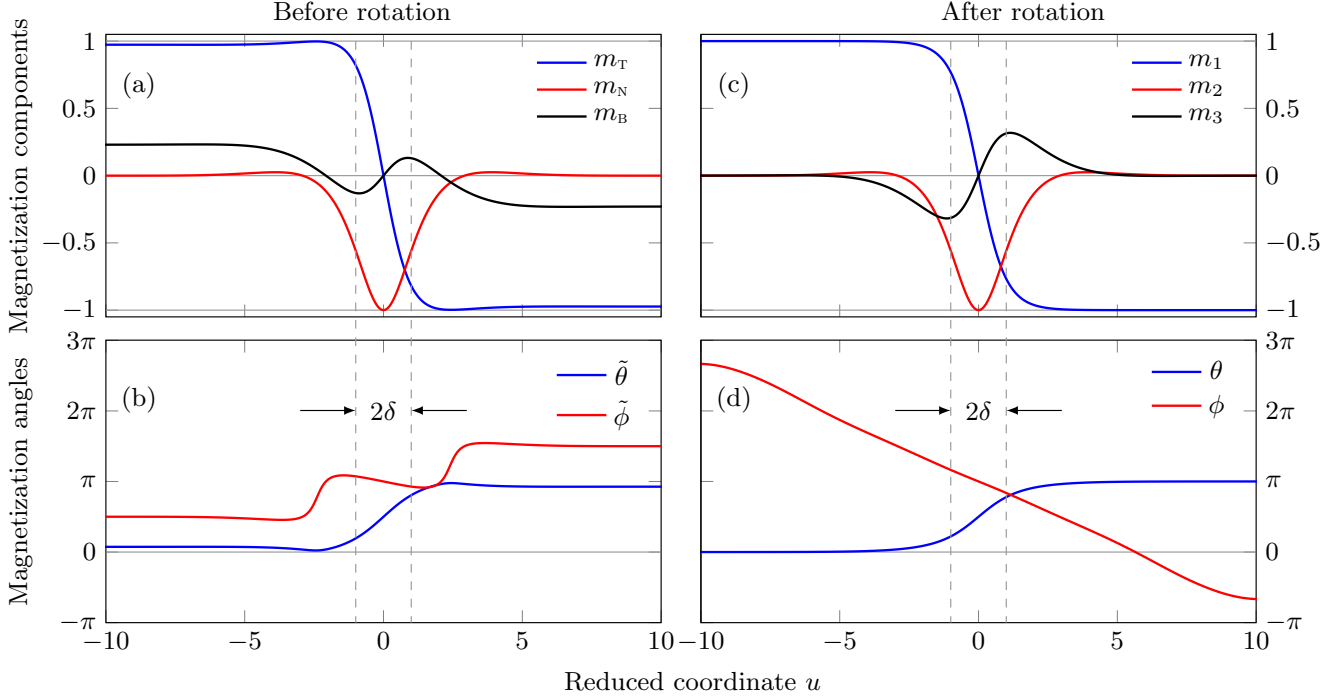 Before rotation
After rotation
Magnetization components
(a)
m_T
m_N
m_B
1
0.5
0
−0.5
−1
(c)
m_1
m_2
m_3
1
0.5
0
−0.5
−1
Magnetization angles
(b)
θ̃
ϕ̃
2δ
3π
2π
π
0
−π
−10
−5
0
5
10
(d)
θ
ϕ
2δ
3π
2π
π
0
−π
−10
−5
0
5
10
Reduced coordinate u